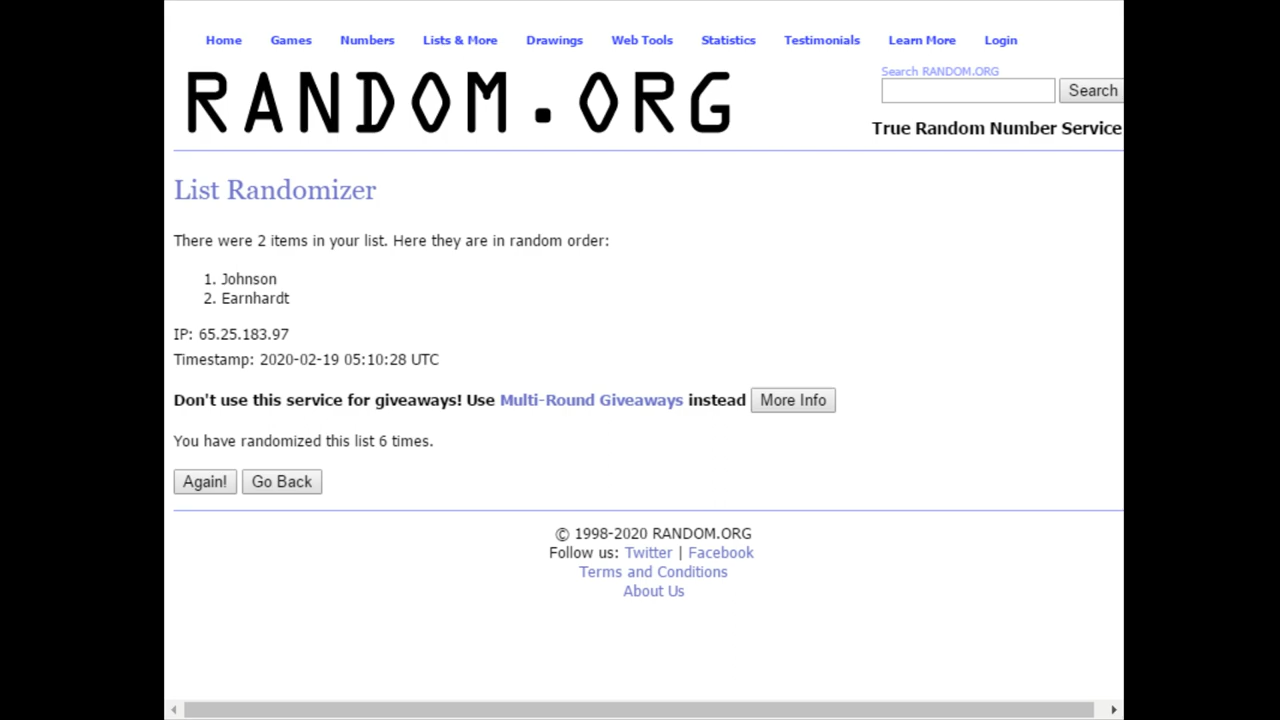 Home Games Numbers Lists & More Drawings Web Tools Statistics Testimonials Learn More Login
RANDOM.ORG
Search RANDOM.ORG
Search
True Random Number Service
List Randomizer
There were 2 items in your list. Here they are in random order:
1. Johnson
2. Earnhardt
IP: 65.25.183.97
Timestamp: 2020-02-19 05:10:28 UTC
Don't use this service for giveaways! Use Multi-Round Giveaways instead More Info
You have randomized this list 6 times.
Again! Go Back
© 1998-2020 RANDOM.ORG
Follow us: Twitter | Facebook
Terms and Conditions
About Us